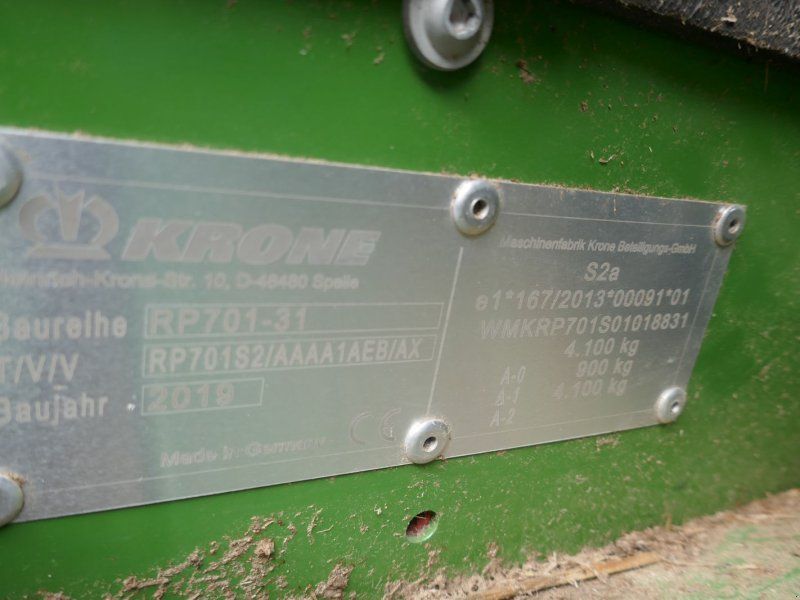 KRONE
Heinrich-Krone-Str. 10, D-48480 Spelle
Baureihe RP701-31
T/V/V RP701S2/AAAA1AEB/AX
Baujahr 2019
Made in Germany
CE
Maschinenfabrik Krone Beteiligungs-GmbH
S2a
e1*167/2013*00091*01
WMKRP701S01018831
4.100 kg
A-0 900 kg
A-1 4.100 kg
A-2